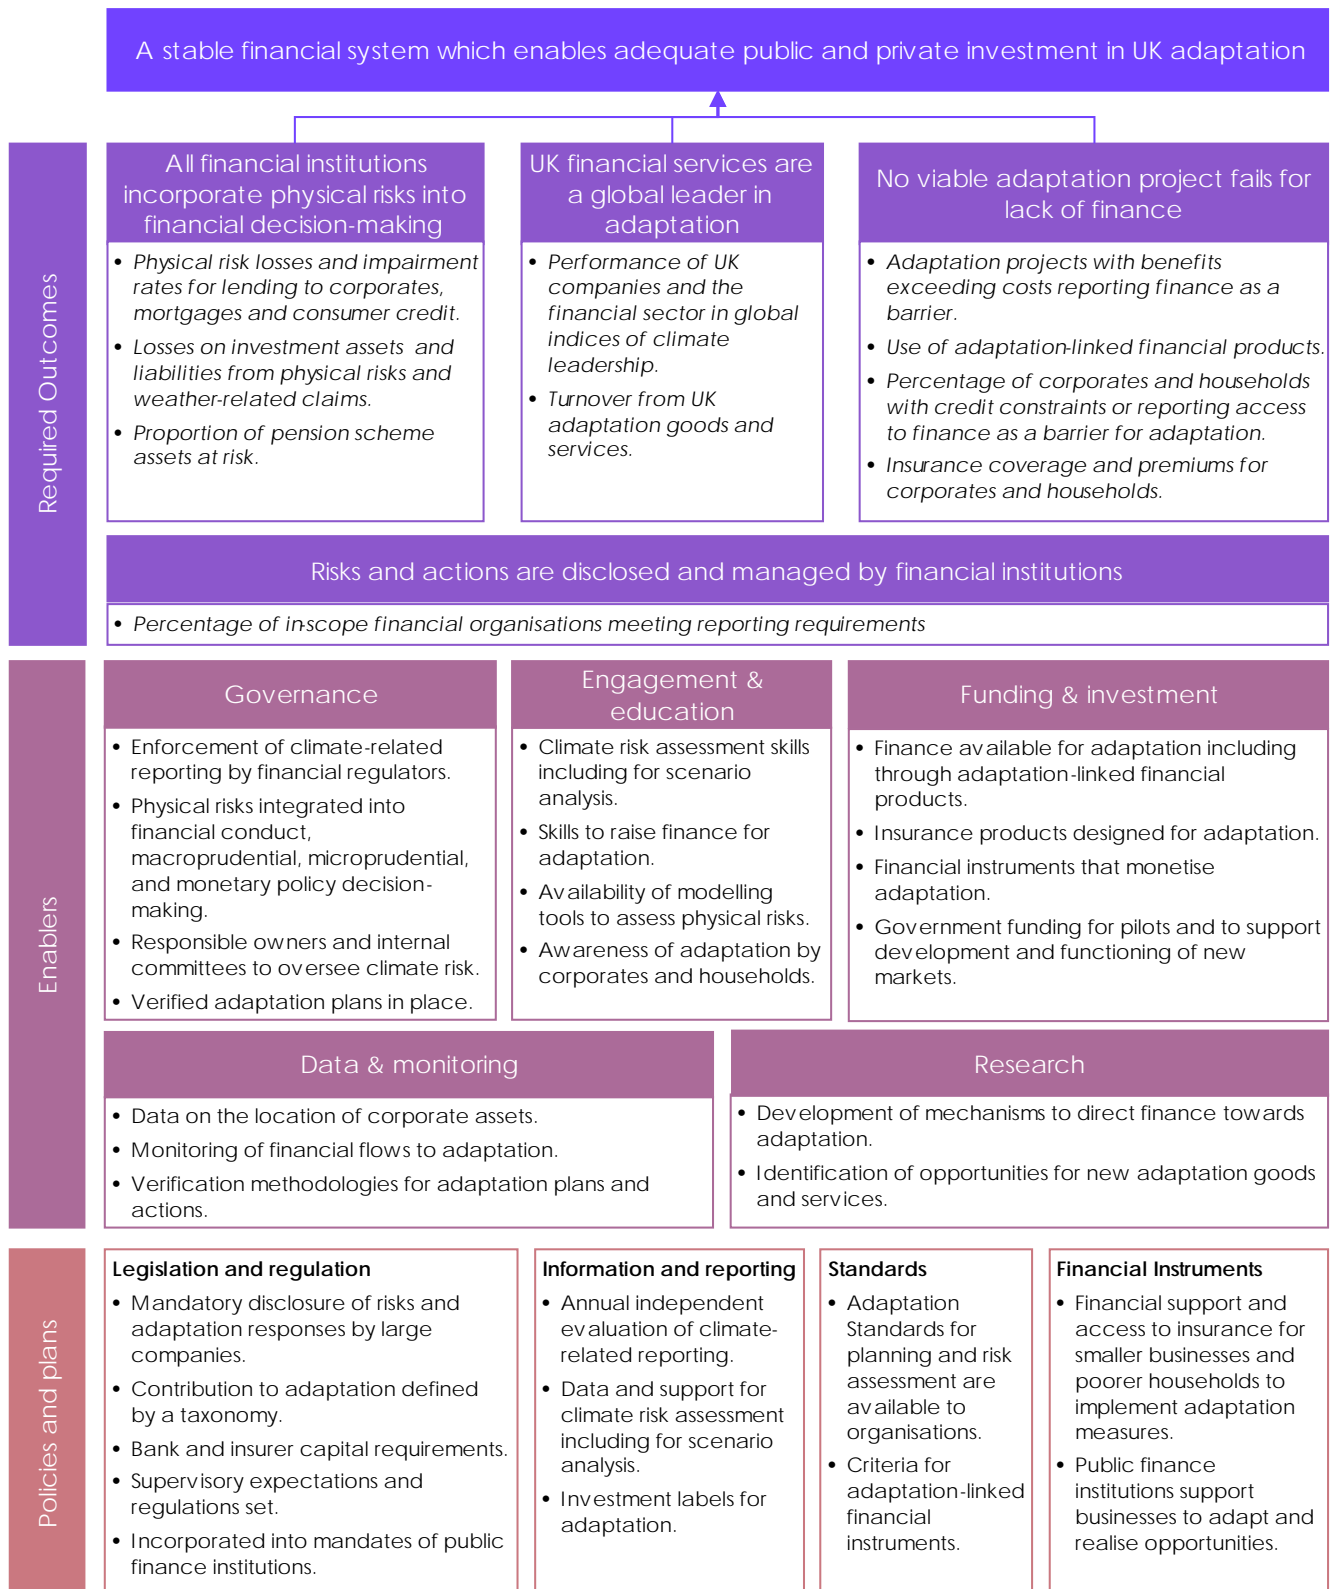 A stable financial system which enables adequate public and private investment in UK adaptation
Required Outcomes
All financial institutions
incorporate physical risks into
financial decision-making
• Physical risk losses and impairment
rates for lending to corporates,
mortgages and consumer credit.
• Losses on investment assets and
liabilities from physical risks and
weather-related claims.
• Proportion of pension scheme
assets at risk.
UK financial services are
a global leader in
adaptation
• Performance of UK
companies and the
financial sector in global
indices of climate
leadership.
• Turnover from UK
adaptation goods and
services.
No viable adaptation project fails for
lack of finance
• Adaptation projects with benefits
exceeding costs reporting finance as a
barrier.
• Use of adaptation-linked financial products.
• Percentage of corporates and households
with credit constraints or reporting access
to finance as a barrier for adaptation.
• Insurance coverage and premiums for
corporates and households.
Risks and actions are disclosed and managed by financial institutions
• Percentage of in-scope financial organisations meeting reporting requirements
Enablers
Governance
• Enforcement of climate-related
reporting by financial regulators.
• Physical risks integrated into
financial conduct,
macroprudential, microprudential,
and monetary policy decision-
making.
• Responsible owners and internal
committees to oversee climate risk.
• Verified adaptation plans in place.
Engagement &
education
• Climate risk assessment skills
including for scenario
analysis.
• Skills to raise finance for
adaptation.
• Availability of modelling
tools to assess physical risks.
• Awareness of adaptation by
corporates and households.
Funding & investment
• Finance available for adaptation including
through adaptation-linked financial
products.
• Insurance products designed for adaptation.
• Financial instruments that monetise
adaptation.
• Government funding for pilots and to support
development and functioning of new
markets.
Data & monitoring
• Data on the location of corporate assets.
• Monitoring of financial flows to adaptation.
• Verification methodologies for adaptation plans and
actions.
Research
• Development of mechanisms to direct finance towards
adaptation.
• Identification of opportunities for new adaptation goods
and services.
Policies and plans
Legislation and regulation
• Mandatory disclosure of risks and
adaptation responses by large
companies.
• Contribution to adaptation defined
by a taxonomy.
• Bank and insurer capital requirements.
• Supervisory expectations and
regulations set.
• Incorporated into mandates of public
finance institutions.
Information and reporting
• Annual independent
evaluation of climate-
related reporting.
• Data and support for
climate risk assessment
including for scenario
analysis.
• Investment labels for
adaptation.
Standards
• Adaptation
Standards for
planning and risk
assessment are
available to
organisations.
• Criteria for
adaptation-linked
financial
instruments.
Financial Instruments
• Financial support and
access to insurance for
smaller businesses and
poorer households to
implement adaptation
measures.
• Public finance
institutions support
businesses to adapt and
realise opportunities.